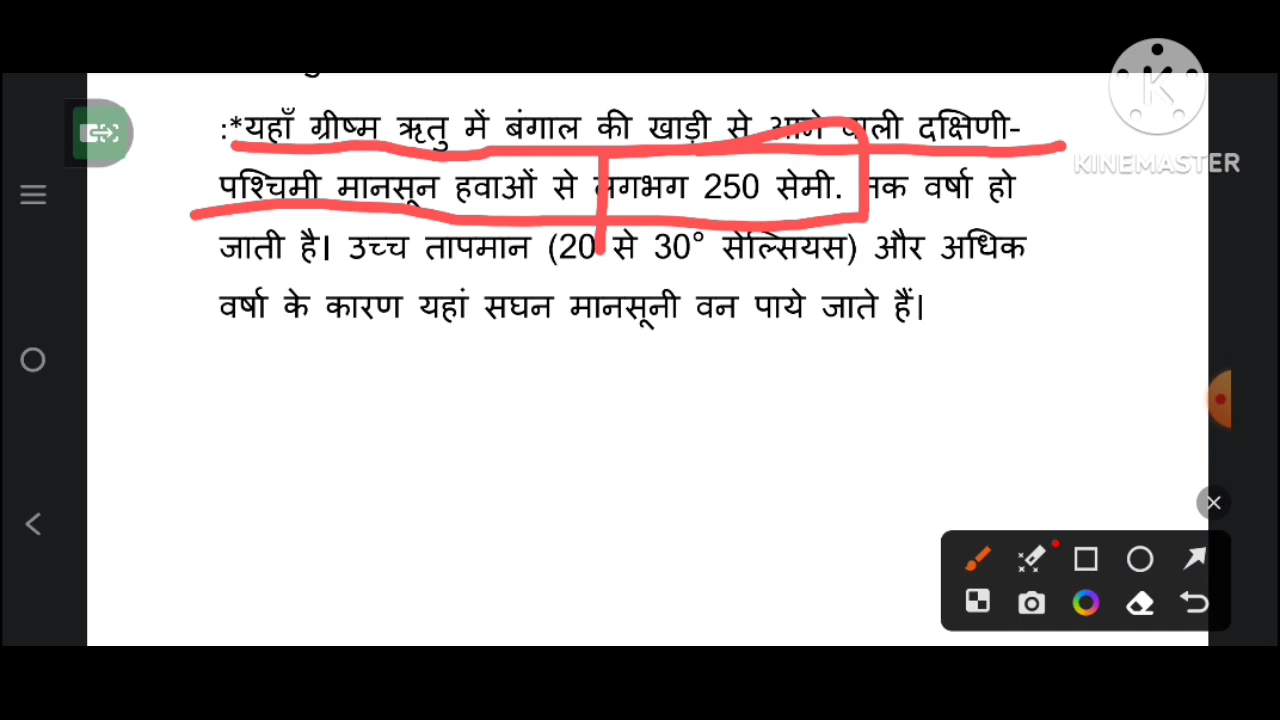 :*यहाँ ग्रीष्म ऋतु में बंगाल की खाड़ी से आने वाली दक्षिणी-
पश्चिमी मानसून हवाओं से लगभग 250 सेमी. तक वर्षा हो
जाती है। उच्च तापमान (20 से 30° सेल्सियस) और अधिक
वर्षा के कारण यहां सघन मानसूनी वन पाये जाते हैं।
KINEMASTER